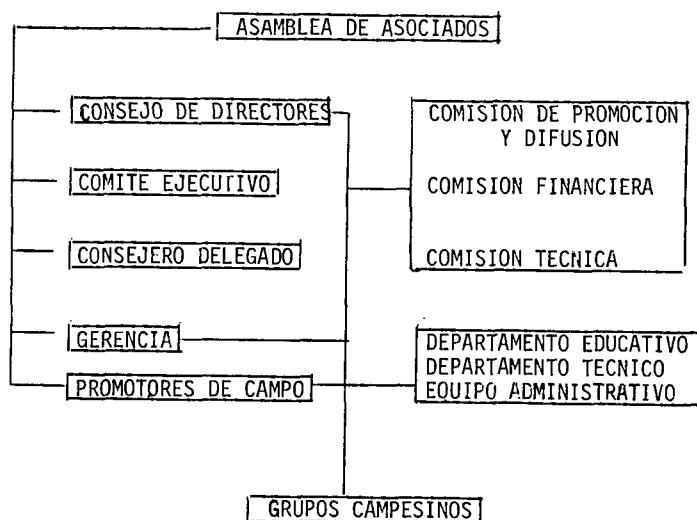 ASAMBLEA DE ASOCIADOS
CONSEJO DE DIRECTORES
COMITE EJECUTIVO
CONSEJERO DELEGADO
GERENCIA
PROMOTORES DE CAMPO
COMISION DE PROMOCION
Y DIFUSION
COMISION FINANCIERA
COMISION TECNICA
DEPARTAMENTO EDUCATIVO
DEPARTAMENTO TECNICO
EQUIPO ADMINISTRATIVO
GRUPOS CAMPESINOS